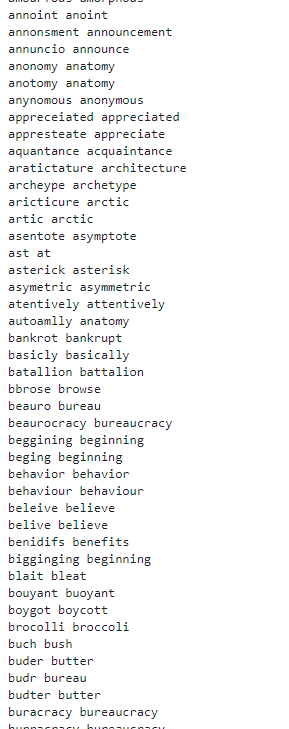 annoint anoint
annonsment announcement
annuncio announce
anonomy anatomy
anotomy anatomy
anynomous anonymous
appreceiated appreciated
appresteate appreciate
aquantance acquaintance
aratictature architecture
archeype archetype
aricticure arctic
artic arctic
asentote asymptote
ast at
asterick asterisk
asymetric asymmetric
atentively attentively
autoamlly anatomy
bankrot bankrupt
basicly basically
batallion battalion
bbrose browse
beauro bureau
beaurocracy bureaucracy
beggining beginning
beging beginning
behavior behavior
behaviour behaviour
beleive believe
belive believe
benidifs benefits
bigginging beginning
blait bleat
bouyant buoyant
boygot boycott
brocolli broccoli
buch bush
buder butter
budr bureau
budter butter
buracracy bureaucracy